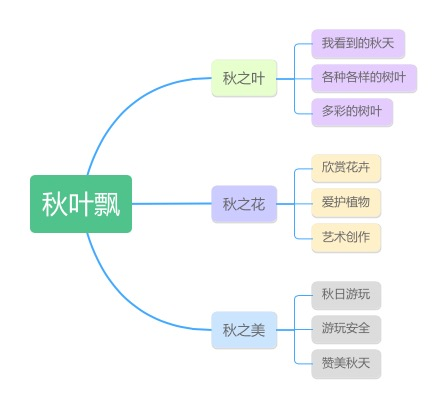 秋叶飘
秋之叶
我看到的秋天
各种各样的树叶
多彩的树叶
秋之花
欣赏花卉
爱护植物
艺术创作
秋之美
秋日游玩
游玩安全
赞美秋天